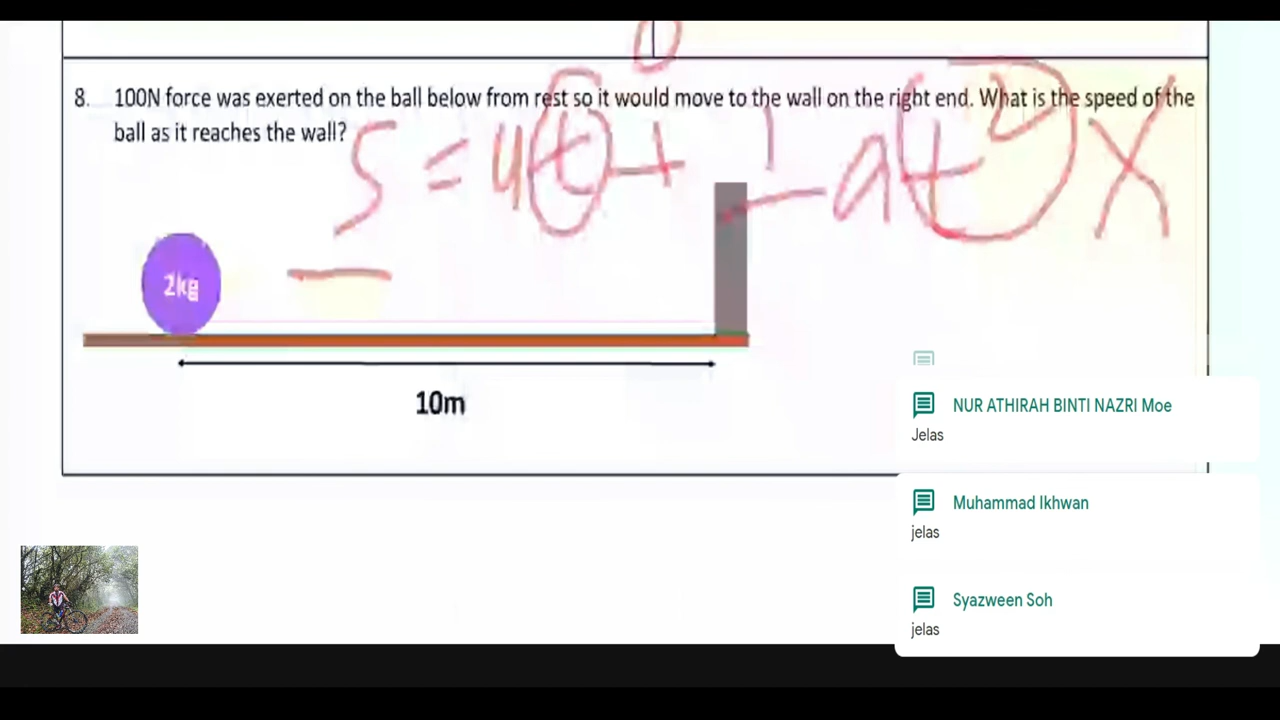 8. 100N force was exerted on the ball below from rest so it would move to the wall on the right end. What is the speed of the
ball as it reaches the wall?
S = ut + 1 at² X
2kg
10m
NUR ATHIRAH BINTI NAZRI Moe
Jelas
Muhammad Ikhwan
jelas
Syazween Soh
jelas